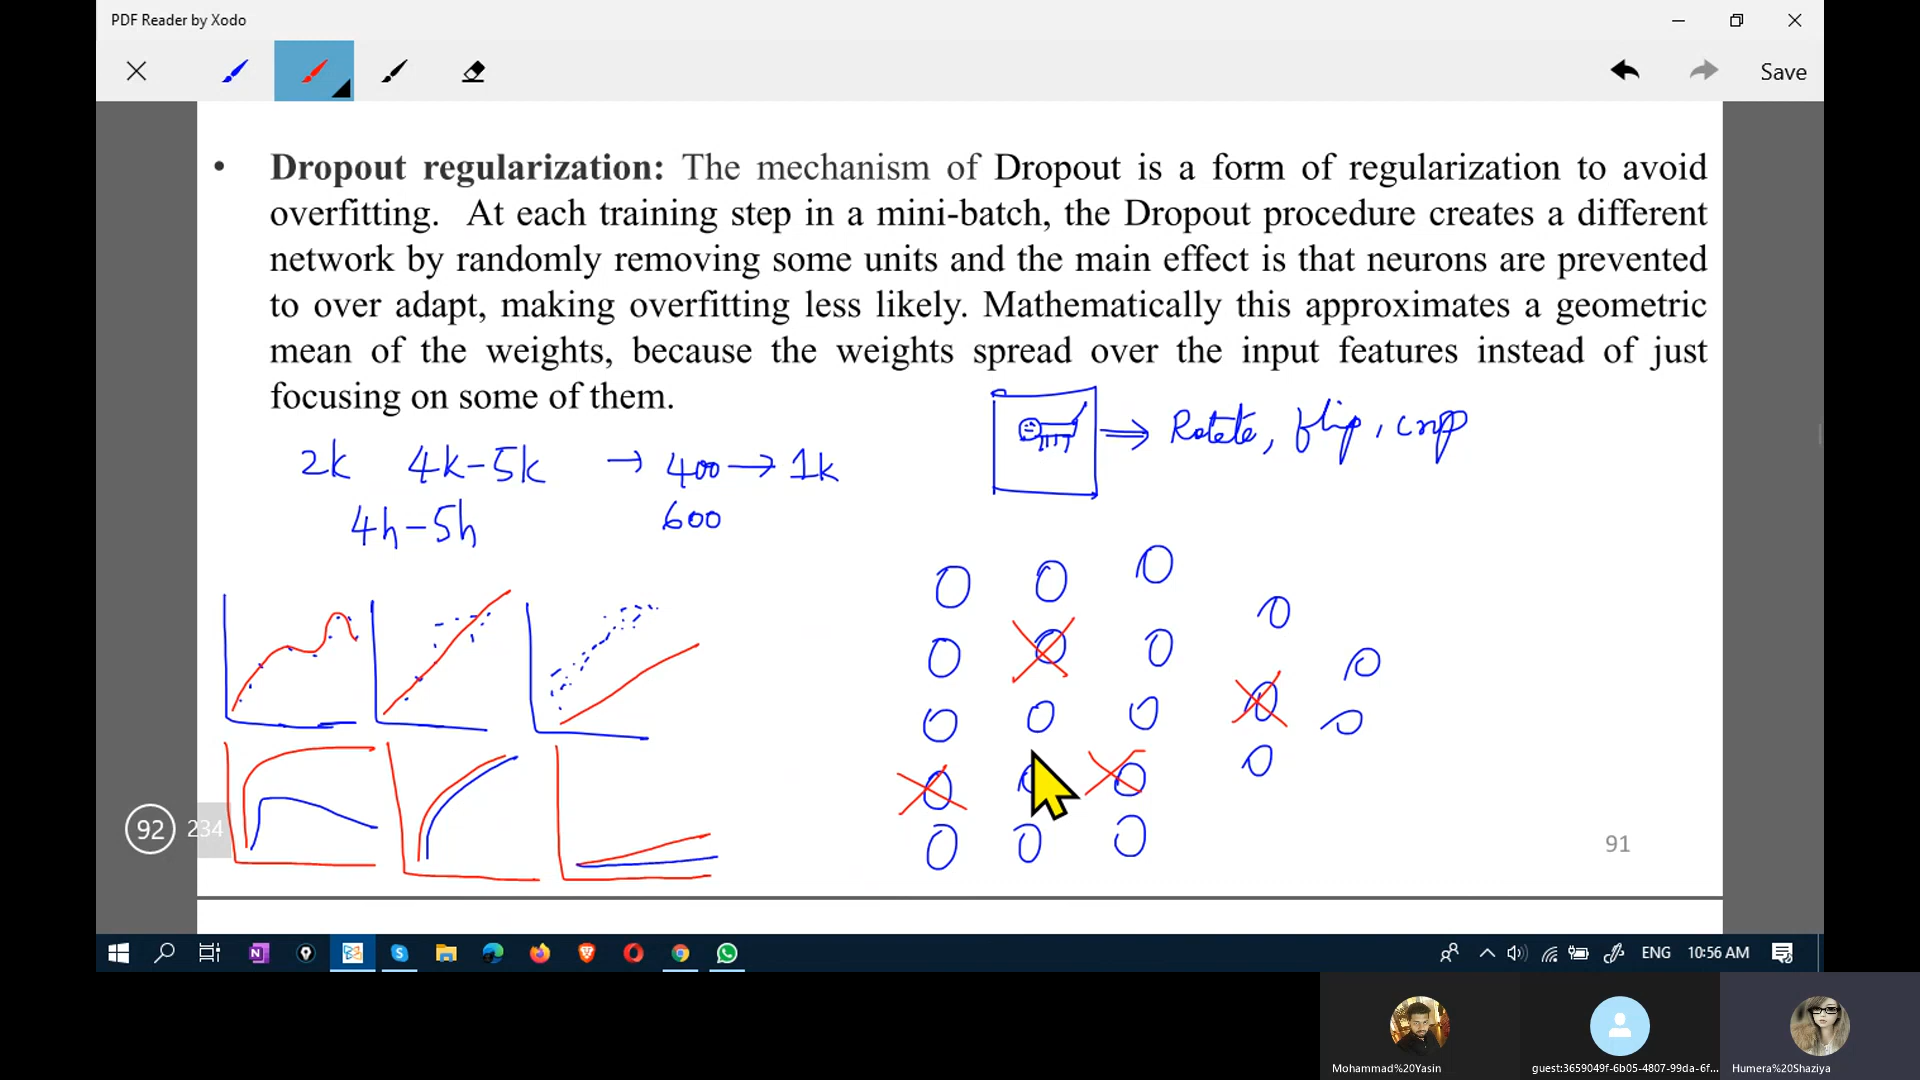 PDF Reader by Xodo
Save
• Dropout regularization: The mechanism of Dropout is a form of regularization to avoid
overfitting. At each training step in a mini-batch, the Dropout procedure creates a different
network by randomly removing some units and the main effect is that neurons are prevented
to over adapt, making overfitting less likely. Mathematically this approximates a geometric
mean of the weights, because the weights spread over the input features instead of just
focusing on some of them.
Rotate, flip, crop
2k 4k-5k → 400 → 1k
4h-5h 600
92 234
91
ENG 10:56 AM
Mohammad%20Yasin guest:3659049f-6b05-4807-99da-6f... Humera%20Shaziya